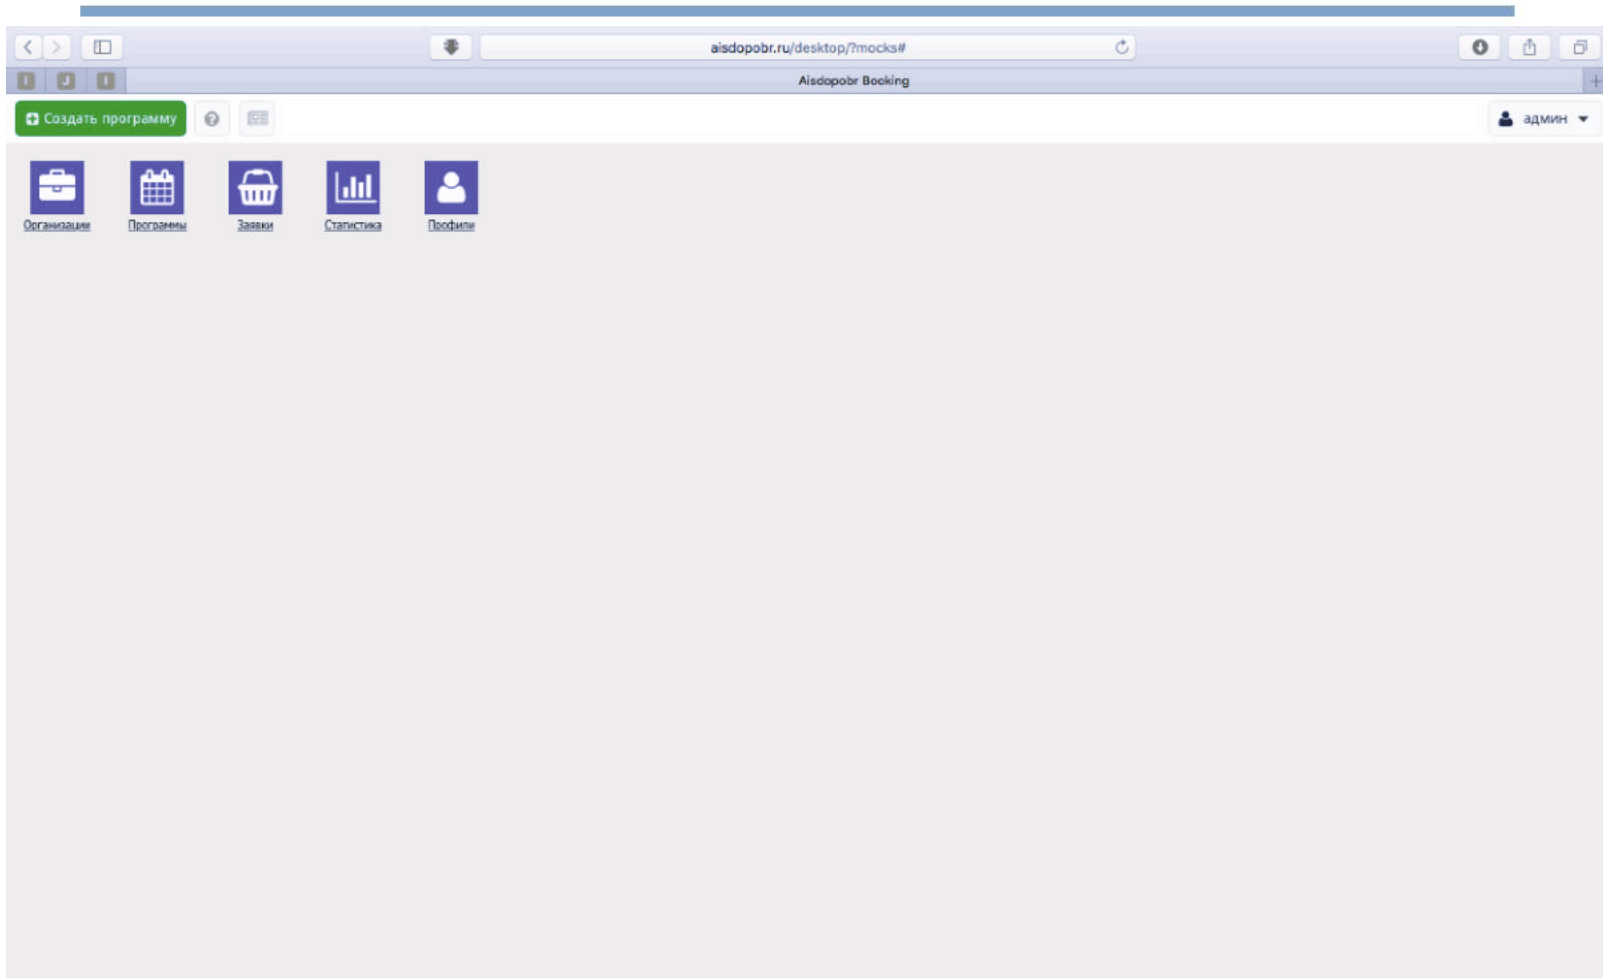 aisdopobr.ru/desktop/?mocks#
I J I Aisdopobr Booking
Создать программу
админ
Организации Программы Заявки Статистика Профили